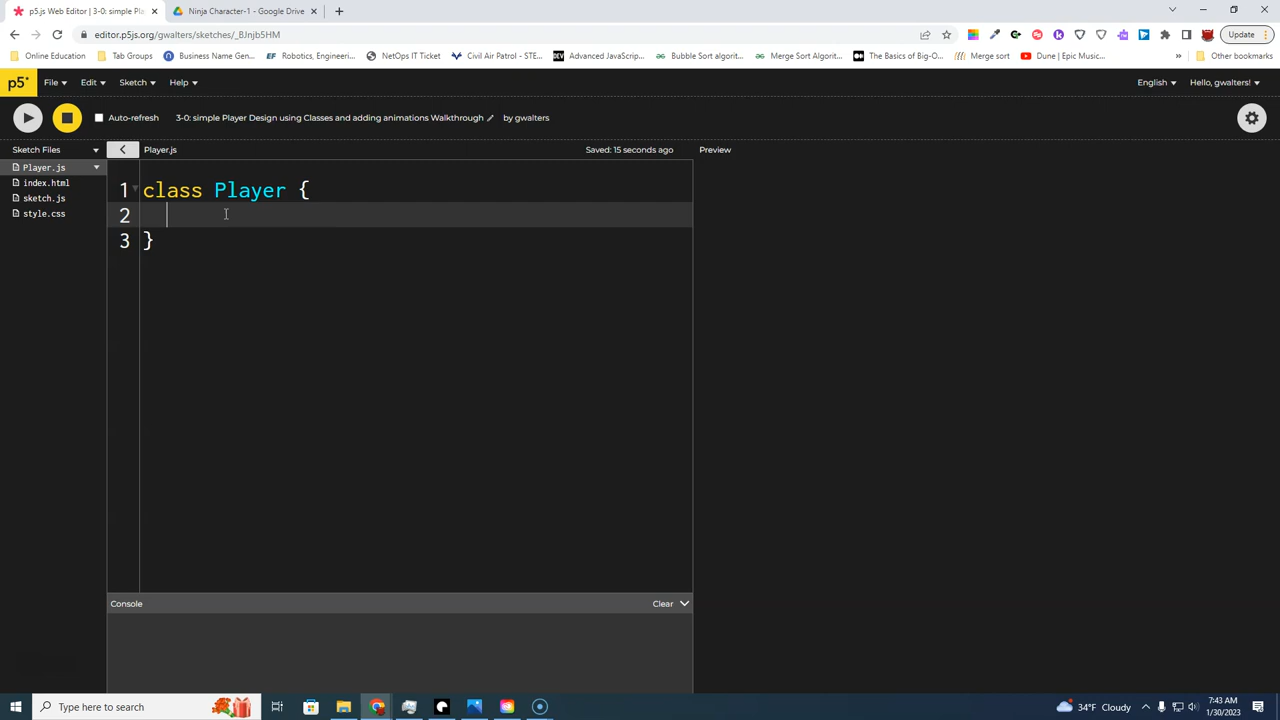 p5.js Web Editor | 3-0: simple Pla
Ninja Character-1 - Google Drive
editor.p5js.org/gwalters/sketches/_BJnjb5HM
Update
Online Education
Tab Groups
Business Name Gen...
EF Robotics, Engineeri...
NetOps IT Ticket
Civil Air Patrol - STE...
DEV Advanced JavaScrip...
Bubble Sort algorit...
Merge Sort Algorit...
The Basics of Big-O...
Merge sort
Dune | Epic Music...
»
Other bookmarks
p5*
File
Edit
Sketch
Help
English
Hello, gwalters!
Auto-refresh
3-0: simple Player Design using Classes and adding animations Walkthrough
by gwalters
Sketch Files
Player.js
Saved: 15 seconds ago
Preview
Player.js
index.html
sketch.js
style.css
1 class Player {
2
3 }
Console
Clear
Type here to search
34°F Cloudy
7:43 AM
1/30/2023